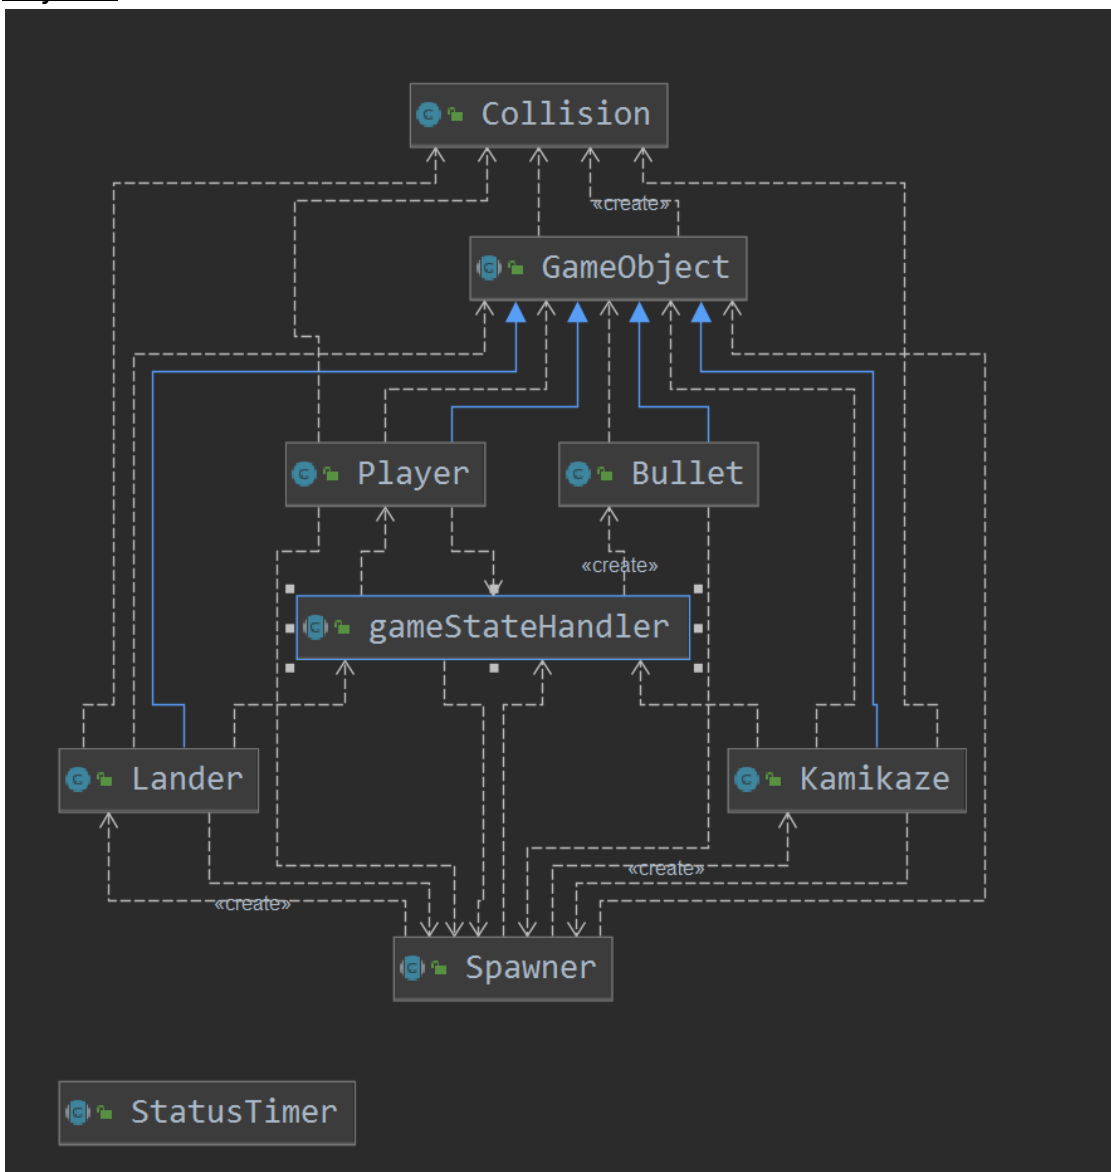 Collision
«create»
GameObject
Player
Bullet
«create»
gameStateHandler
Lander
Kamikaze
«create»
«create»
Spawner
StatusTimer